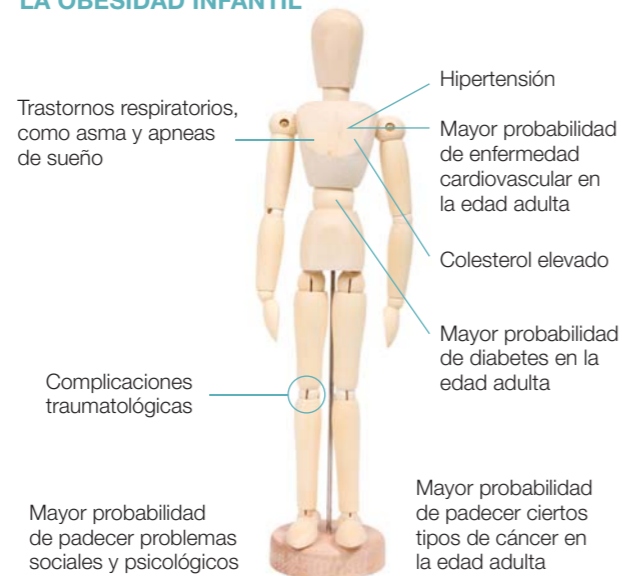 LA OBESIDAD INFANTIL
Trastornos respiratorios,
como asma y apneas
de sueño
Hipertensión
Mayor probabilidad
de enfermedad
cardiovascular en
la edad adulta
Colesterol elevado
Mayor probabilidad
de diabetes en la
edad adulta
Complicaciones
traumatológicas
Mayor probabilidad
de padecer problemas
sociales y psicológicos
Mayor probabilidad
de padecer ciertos
tipos de cáncer en
la edad adulta